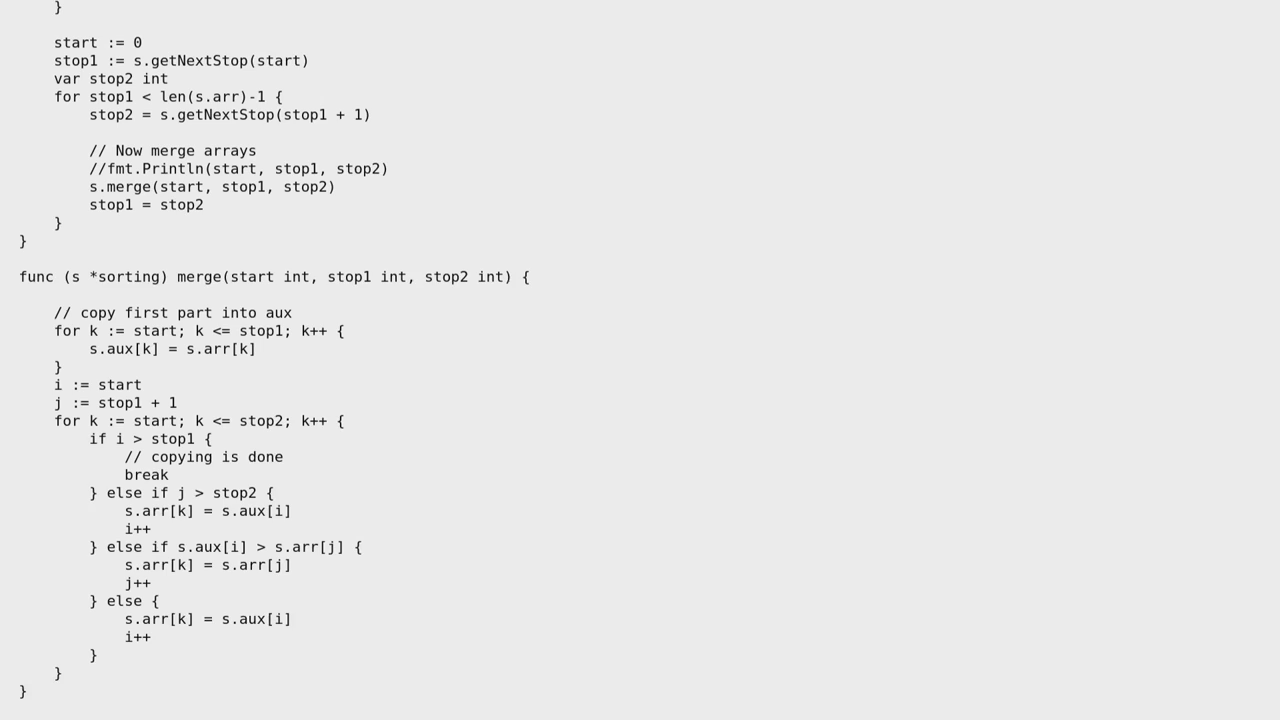 }

    start := 0
    stop1 := s.getNextStop(start)
    var stop2 int
    for stop1 < len(s.arr)-1 {
        stop2 = s.getNextStop(stop1 + 1)

        // Now merge arrays
        //fmt.Println(start, stop1, stop2)
        s.merge(start, stop1, stop2)
        stop1 = stop2
    }
}

func (s *sorting) merge(start int, stop1 int, stop2 int) {

    // copy first part into aux
    for k := start; k <= stop1; k++ {
        s.aux[k] = s.arr[k]
    }
    i := start
    j := stop1 + 1
    for k := start; k <= stop2; k++ {
        if i > stop1 {
            // copying is done
            break
        } else if j > stop2 {
            s.arr[k] = s.aux[i]
            i++
        } else if s.aux[i] > s.arr[j] {
            s.arr[k] = s.arr[j]
            j++
        } else {
            s.arr[k] = s.aux[i]
            i++
        }
    }
}